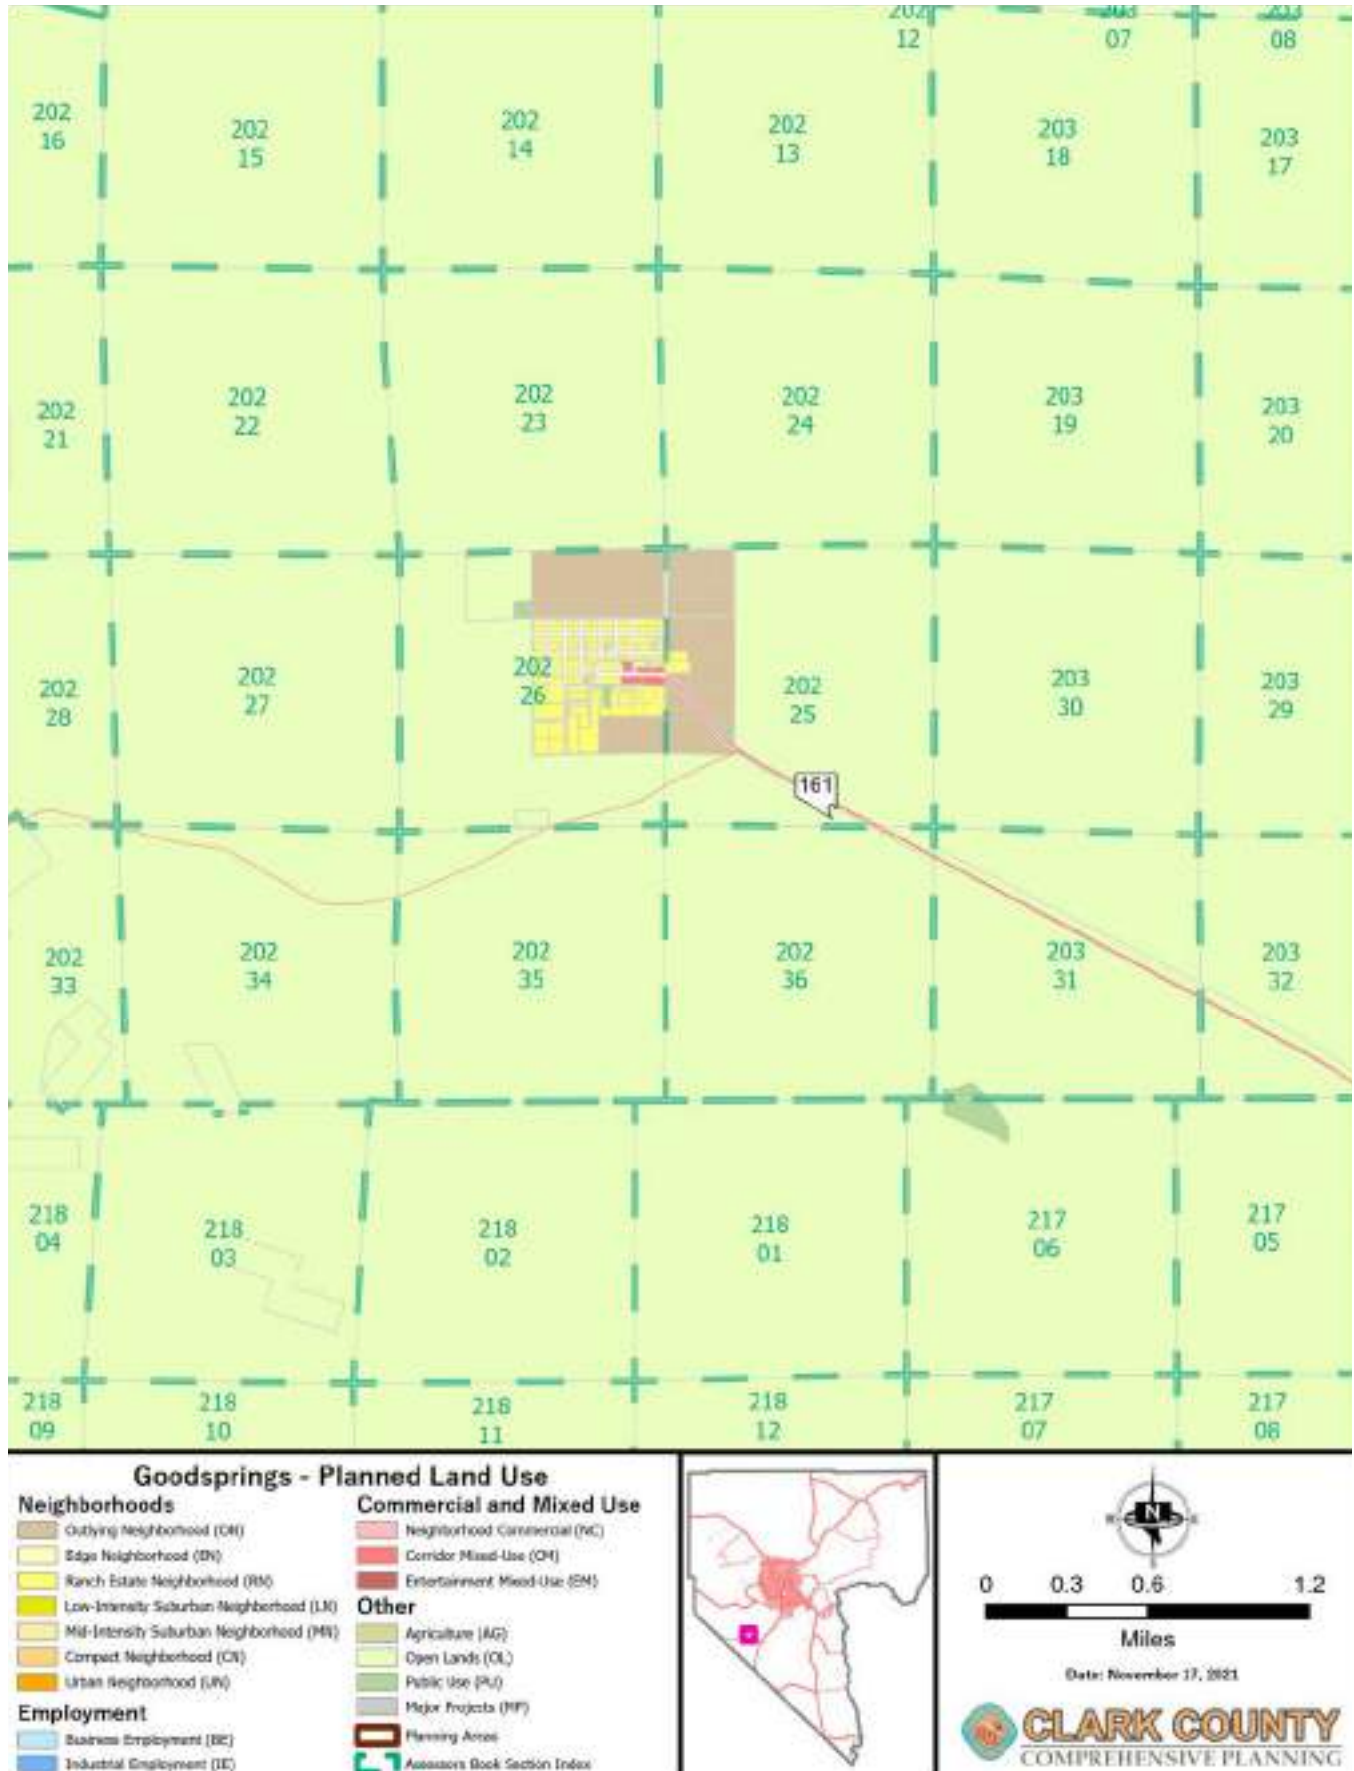 202 203 203
12 07 08
202 202 202 202 203 203
16 15 14 13 18 17
202 202 202 202 203 203
21 22 23 24 19 20
202 202 202 202 203 203
28 27 26 25 30 29
161
202 202 202 202 203 203
33 34 35 36 31 32
218 218 218 218 217 217
04 03 02 01 06 05
218 218 218 218 217 217
09 10 11 12 07 08
Goodsprings - Planned Land Use
Neighborhoods
Outlying Neighborhood (ON)
Edge Neighborhood (EN)
Ranch Estate Neighborhood (RN)
Low-Intensity Suburban Neighborhood (LN)
Mid-Intensity Suburban Neighborhood (MN)
Compact Neighborhood (CN)
Urban Neighborhood (UN)
Employment
Business Employment (BE)
Industrial Employment (IE)
Commercial and Mixed Use
Neighborhood Commercial (NC)
Corridor Mixed-Use (CM)
Entertainment Mixed-Use (EM)
Other
Agriculture (AG)
Open Lands (OL)
Public Use (PU)
Major Projects (MP)
Planning Areas
Assessors Book Section Index
N
0 0.3 0.6 1.2
Miles
Date: November 17, 2021
CLARK COUNTY
COMPREHENSIVE PLANNING